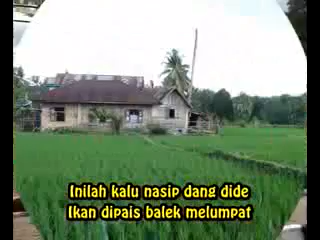 Inilah kalu nasip dang dide
Ikan dipais balek melumpat